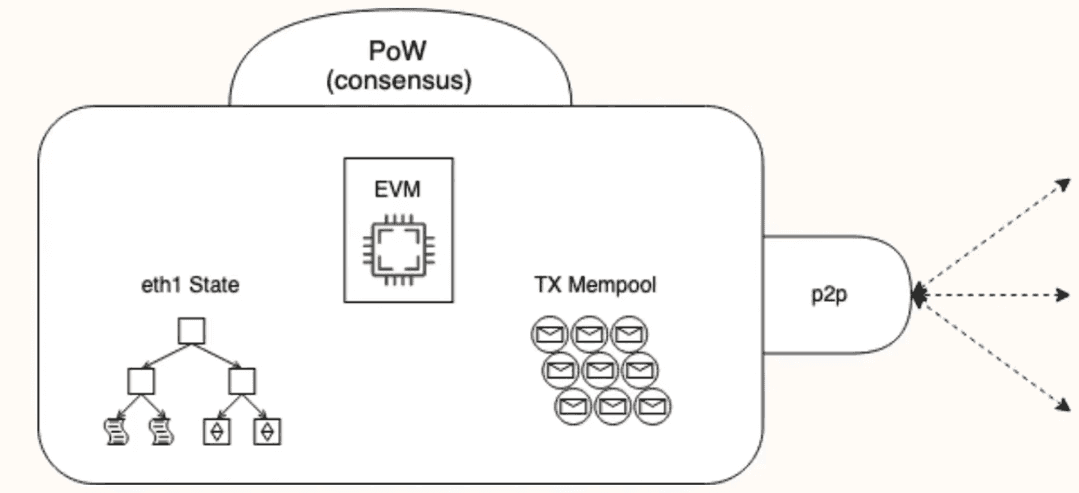 PoW
(consensus)
EVM
eth1 State
TX Mempool
p2p